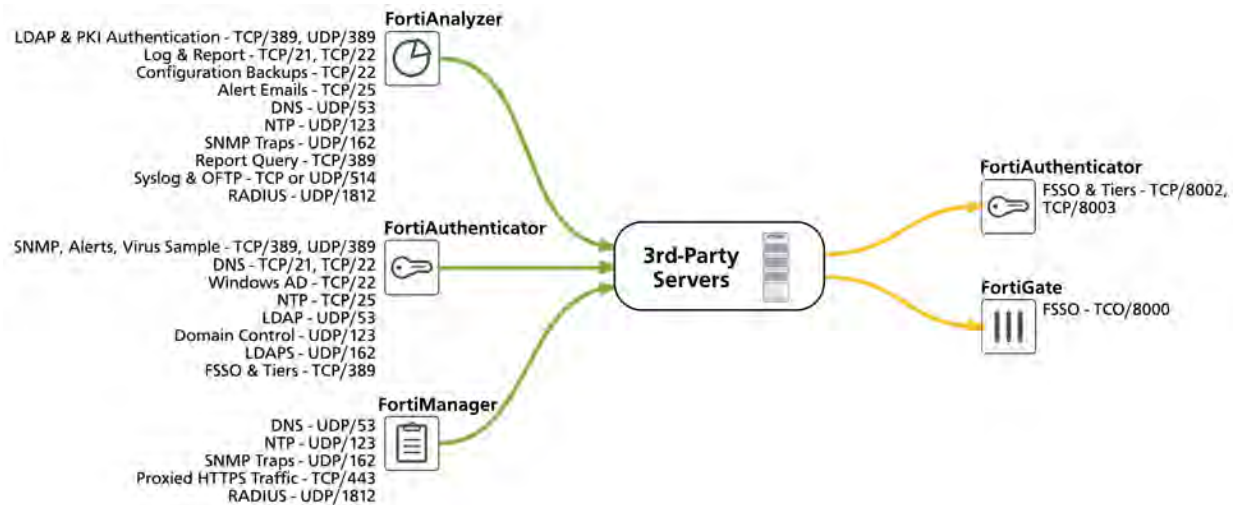 FortiAnalyzer
LDAP & PKI Authentication - TCP/389, UDP/389
Log & Report - TCP/21, TCP/22
Configuration Backups - TCP/22
Alert Emails - TCP/25
DNS - UDP/53
NTP - UDP/123
SNMP Traps - UDP/162
Report Query - TCP/389
Syslog & OFTP - TCP or UDP/514
RADIUS - UDP/1812
FortiAuthenticator
SNMP, Alerts, Virus Sample - TCP/389, UDP/389
DNS - TCP/21, TCP/22
Windows AD - TCP/22
NTP - TCP/25
LDAP - UDP/53
Domain Control - UDP/123
LDAPS - UDP/162
FSSO & Tiers - TCP/389
FortiManager
DNS - UDP/53
NTP - UDP/123
SNMP Traps - UDP/162
Proxied HTTPS Traffic - TCP/443
RADIUS - UDP/1812
3rd-Party
Servers
FortiAuthenticator
FSSO & Tiers - TCP/8002,
TCP/8003
FortiGate
FSSO - TCO/8000